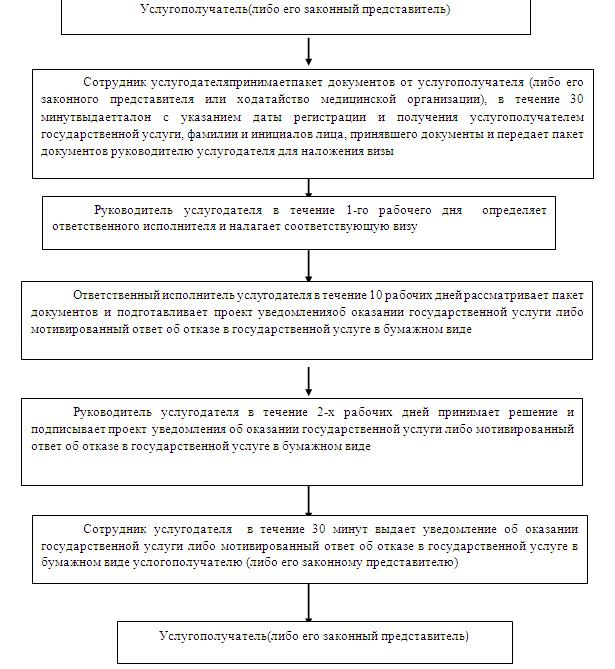 Услугополучатель(либо его законный представитель)
Сотрудник услугодателяпринимаетпакет документов от услугополучателя (либо его
законного представителя или ходатайство медицинской организации), в течение 30
минутвыдаетталон с указанием даты регистрации и получения услугополучателем
государственной услуги, фамилии и инициалов лица, принявшего документы и передает пакет
документов руководителю услугодателя для наложения визы
Руководитель услугодателя в течение 1-го рабочего дня определяет
ответственного исполнителя и налагает соответствующую визу
Ответственный исполнитель услугодателя в течение 10 рабочих дней рассматривает пакет
документов и подготавливает проект уведомленияоб оказании государственной услуги либо
мотивированный ответ об отказе в государственной услуге в бумажном виде
Руководитель услугодателя в течение 2-х рабочих дней принимает решение и
подписывает проект уведомления об оказании государственной услуги либо мотивированный
ответ об отказе в государственной услуге в бумажном виде
Сотрудник услугодателя в течение 30 минут выдает уведомление об оказании
государственной услуги либо мотивированный ответ об отказе в государственной услуге в
бумажном виде услогополучателю (либо его законному представителю)
Услугополучатель(либо его законный представитель)